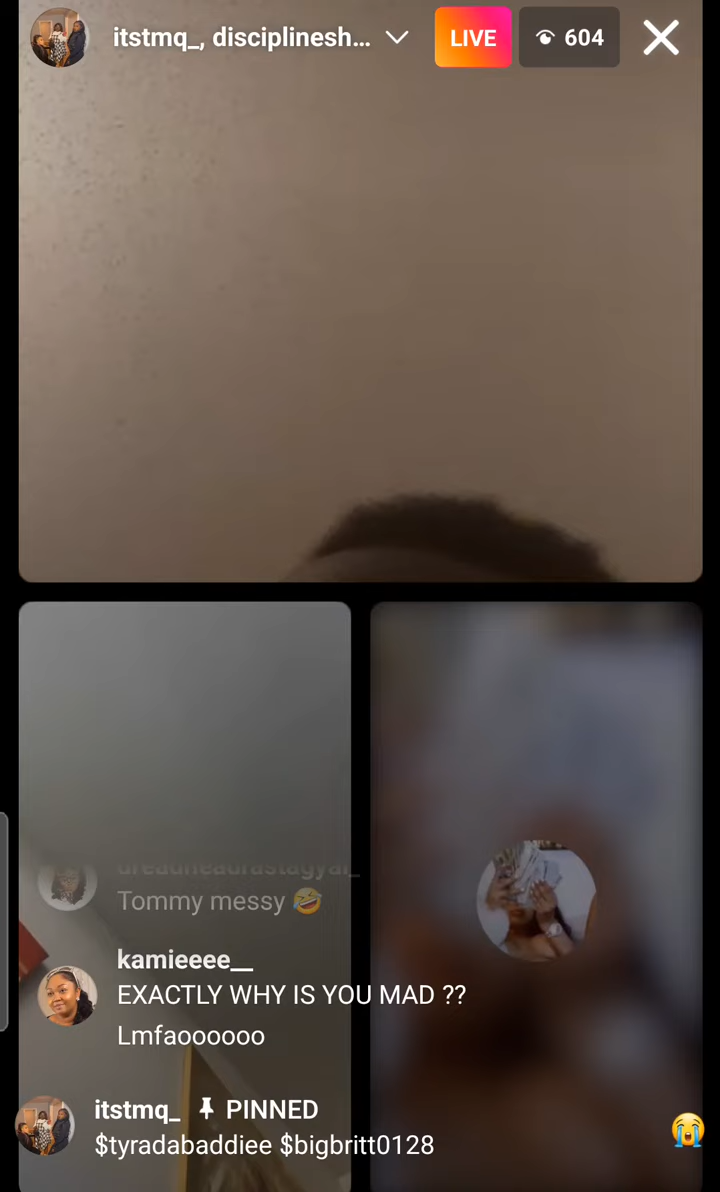 itstmq_, disciplinesh...
LIVE
604
Tommy messy 🤣
kamieeee__
EXACTLY WHY IS YOU MAD ??
Lmfaoooooo
itstmq_ 📌 PINNED
$tyradabaddiee $bigbritt0128